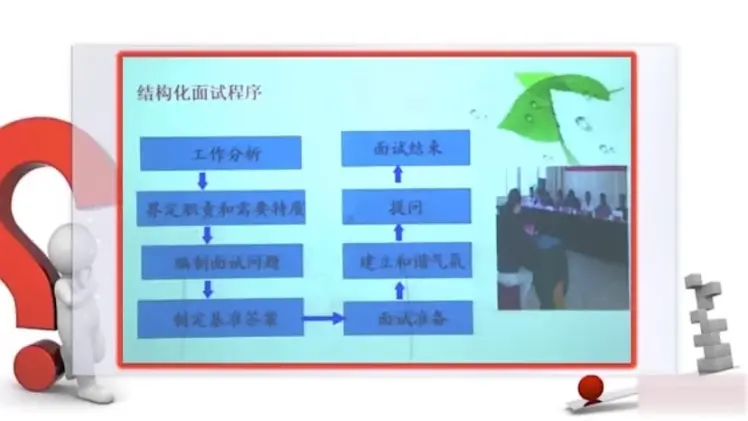 结构化面试程序
工作分析
界定职责和需要特质
编制面试问题
制定基准答案
面试准备
建立和谐气氛
提问
面试结束